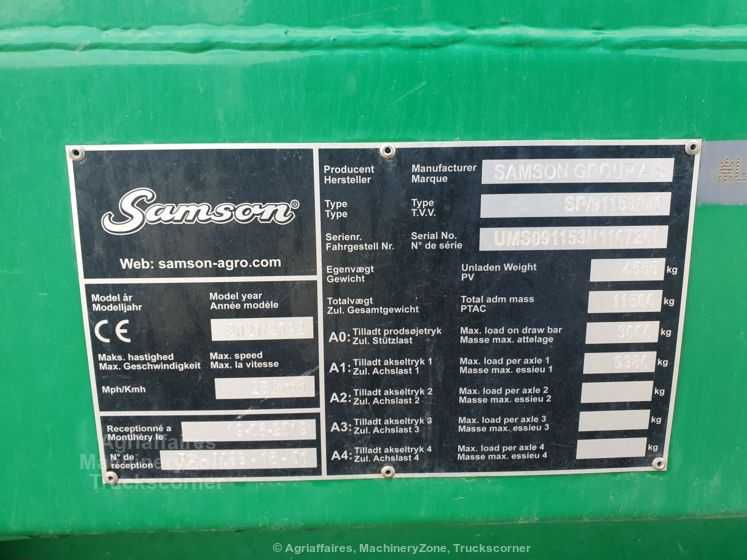 Samson®
Web: samson-agro.com
Model år Model year
Modelljahr Année modéle
CE
Maks. hastighed Max. speed
Max. Geschwindigkeit Max. la vitesse
Mph/Kmh
Receptionné a
Montlhéry le:
N° de
réception
Producent Manufacturer SAMSON GROUP A/S
Hersteller Marque
Type Type
Type T.V.V.
Serienr. Serial No.
Fahrgestell Nr. N° de série
Egenvægt Unladen Weight kg
Gewicht PV
Totalvægt Total adm mass kg
Zul. Gesamtgewicht PTAC
A0: Tilladt prodsøjetryk Max. load on draw bar kg
Zul. Stützlast Masse max. attelage
A1: Tilladt akseltryk 1 Max. load per axle 1 kg
Zul. Achslast 1 Masse max. essieu 1
A2: Tilladt akseltryk 2 Max. load per axle 2 kg
Zul. Achslast 2 Masse max. essieu 2
A3: Tilladt akseltryk 3 Max. load per axle 3 kg
Zul. Achslast 3 Masse max. essieu 3
A4: Tilladt akseltryk 4 Max. load per axle 4 kg
Zul. Achslast 4 Masse max. essieu 4
Agriaffaires
MachineryZone
Truckscorner
© Agriaffaires, MachineryZone, Truckscorner